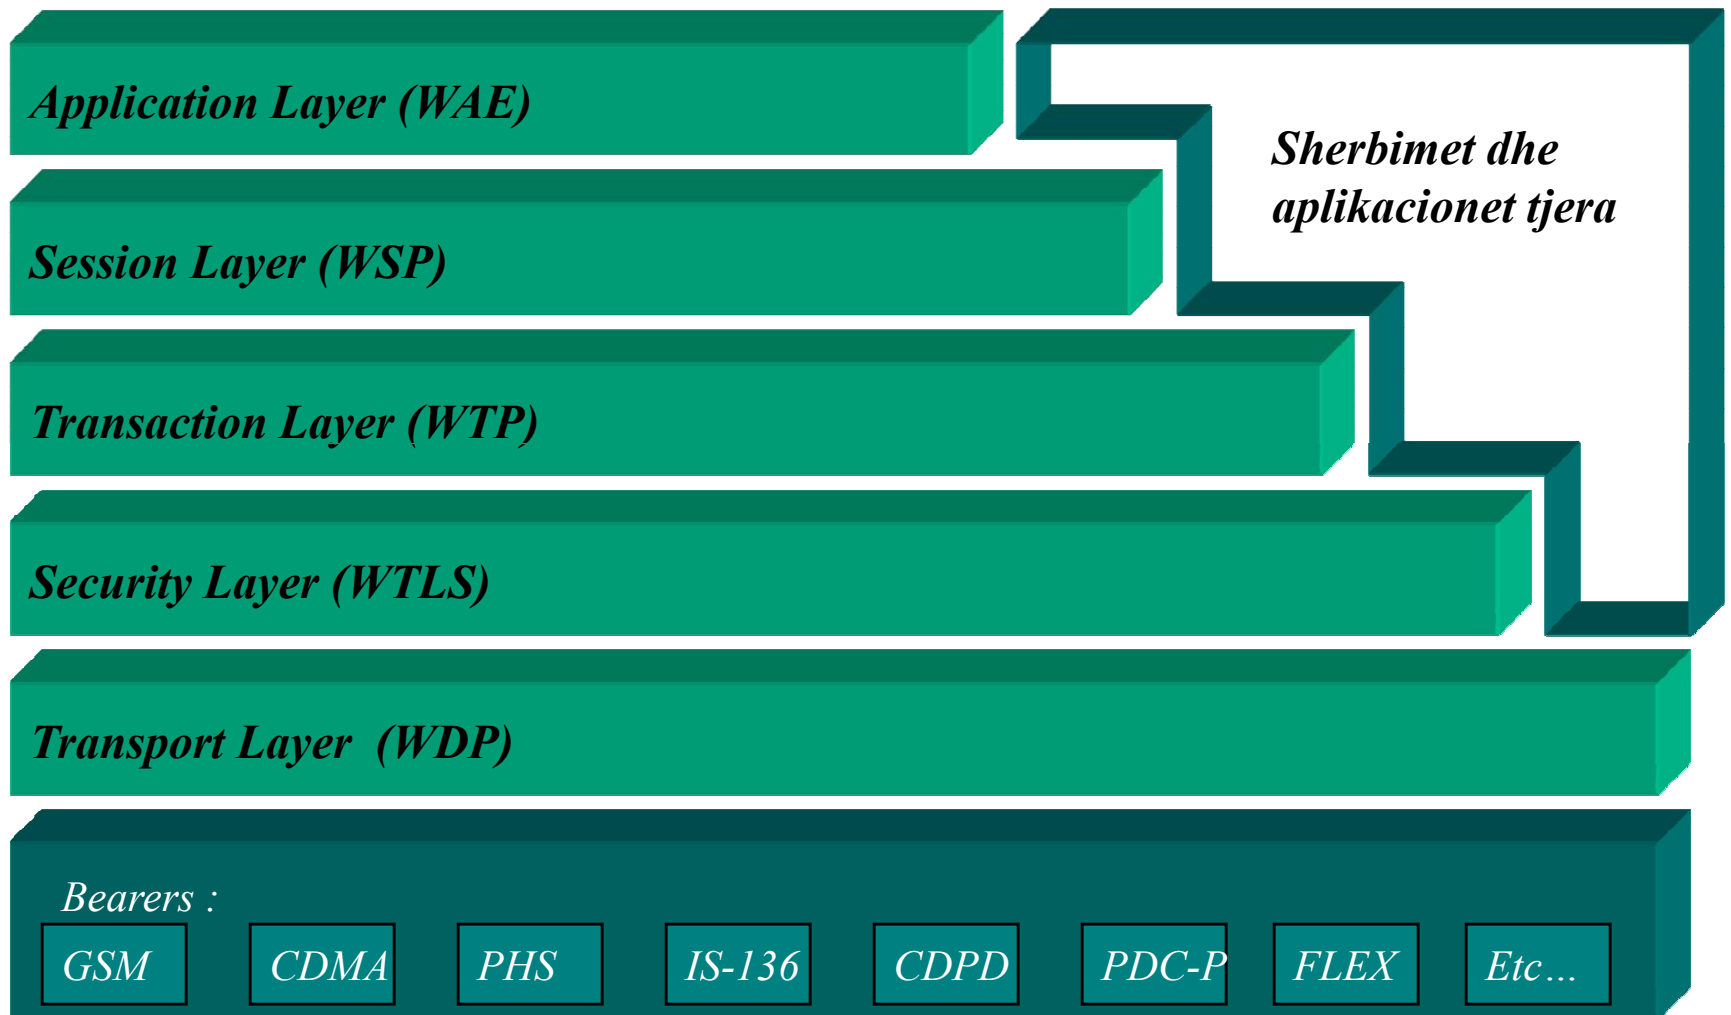 Application Layer (WAE)
Sherbimet dhe
aplikacionet tjera
Session Layer (WSP)
Transaction Layer (WTP)
Security Layer (WTLS)
Transport Layer (WDP)
Bearers :
GSM
CDMA
PHS
IS-136
CDPD
PDC-P
FLEX
Etc…